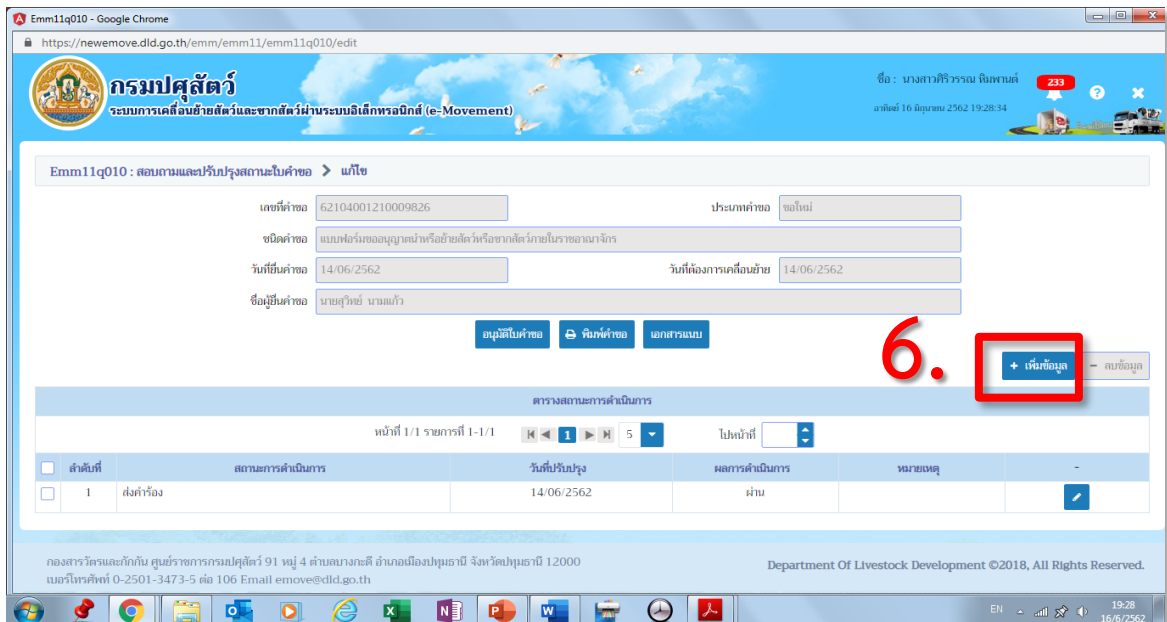 Emm11q010 - Google Chrome
https://newemove.dld.go.th/emm/emm11/emm11q010/edit
กรมปศุสัตว์
ระบบการเคลื่อนย้ายสัตว์และซากสัตว์ผ่านระบบอิเล็กทรอนิกส์ (e-Movement)
ชื่อ : นางสาวศิริวรรณ พิมพานต์
233
อาทิตย์ 16 มิถุนายน 2562 19:28:34
Emm11q010 : สอบถามและปรับปรุงสถานะใบคำขอ > แก้ไข
เลขที่คำขอ 62104001210009826 ประเภทคำขอ ขอใหม่
ชนิดคำขอ แบบฟอร์มขออนุญาตนำหรือย้ายสัตว์หรือซากสัตว์ภายในราชอาณาจักร
วันที่ยื่นคำขอ 14/06/2562 วันที่ต้องการเคลื่อนย้าย 14/06/2562
ชื่อผู้ยื่นคำขอ นายสุวิทย์ นามแก้ว
อนุมัติใบคำขอ พิมพ์คำขอ เอกสารแนบ
6.
+ เพิ่มข้อมูล − ลบข้อมูล
ตารางสถานะการดำเนินการ
หน้าที่ 1/1 รายการที่ 1-1/1 1 5 ไปหน้าที่
ลำดับที่ สถานะการดำเนินการ วันที่ปรับปรุง ผลการดำเนินการ หมายเหตุ -
1 ส่งคำร้อง 14/06/2562 ผ่าน
กองสารวัตรและกักกัน ศูนย์ราชการกรมปศุสัตว์ 91 หมู่ 4 ตำบลบางกะดี อำเภอเมืองปทุมธานี จังหวัดปทุมธานี 12000
เบอร์โทรศัพท์ 0-2501-3473-5 ต่อ 106 Email emove@dld.go.th
Department Of Livestock Development ©2018, All Rights Reserved.
EN 19:28
16/6/2562